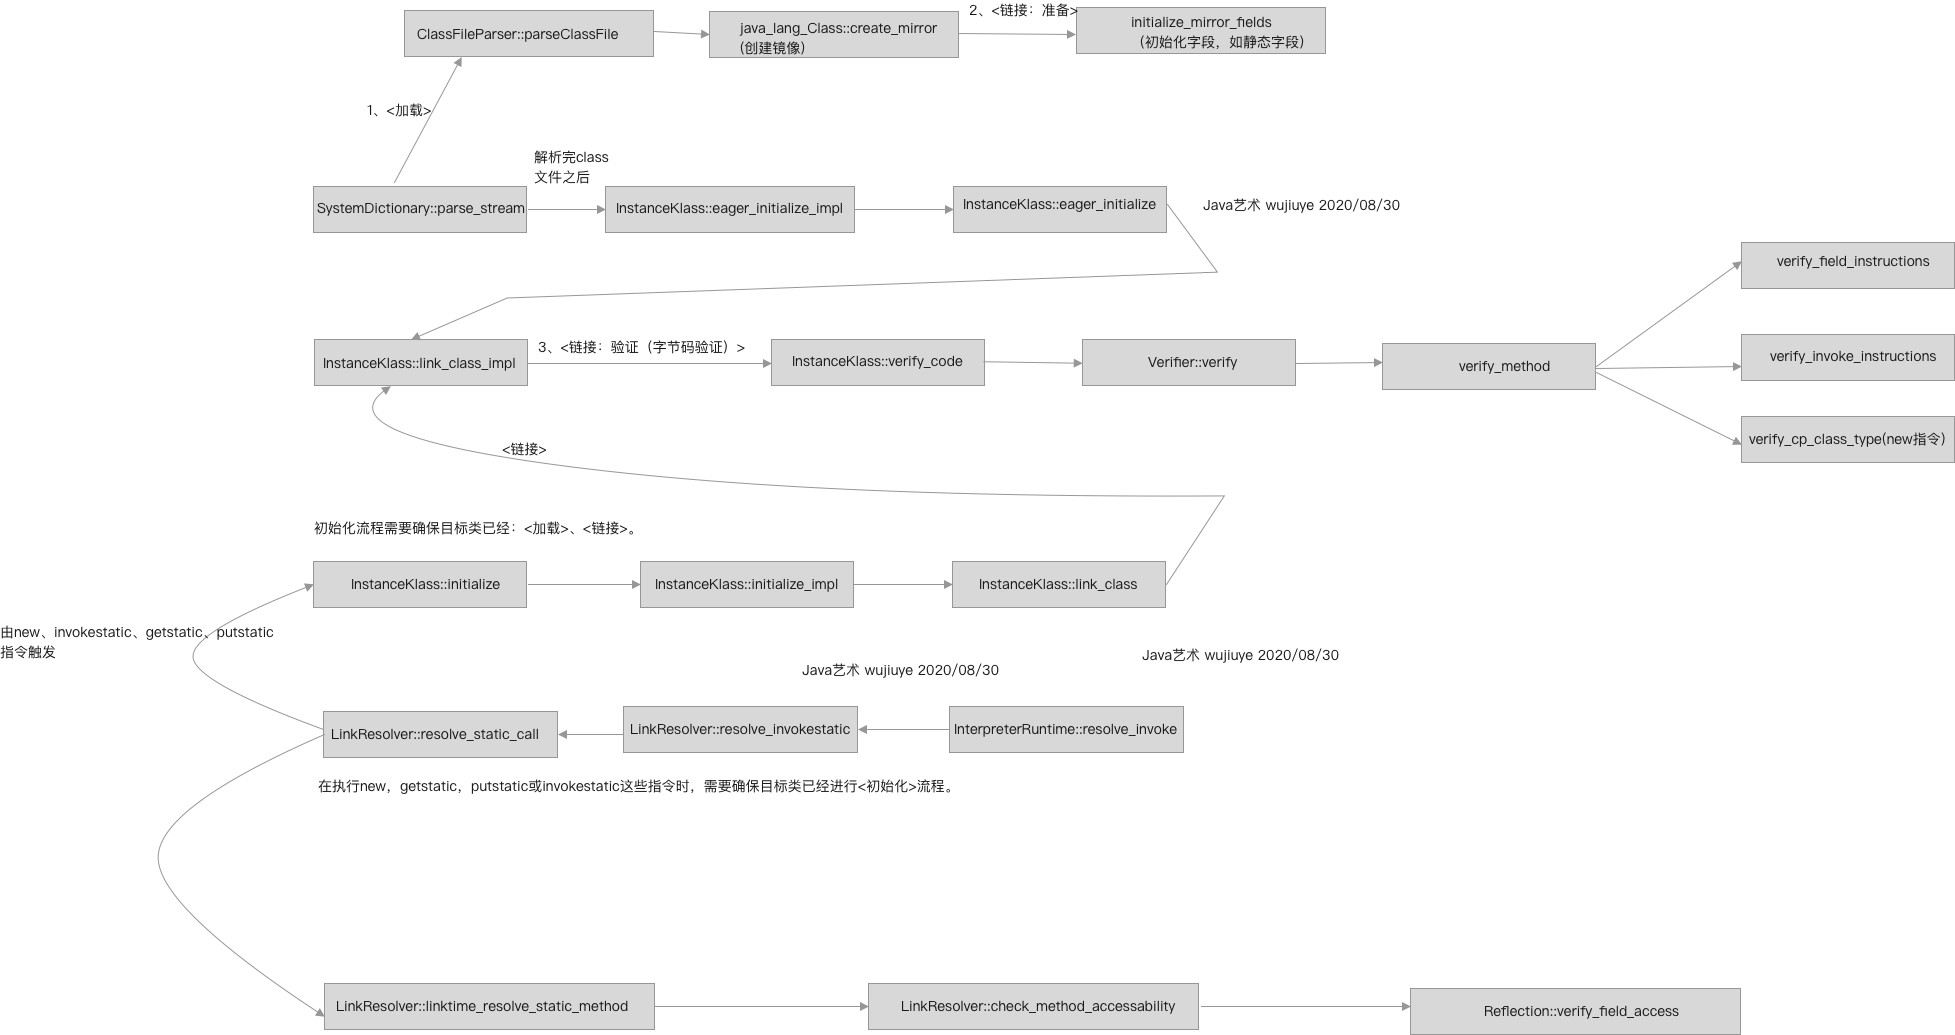 2、<链接：准备>
ClassFileParser::parseClassFile
java_lang_Class::create_mirror
(创建镜像)
initialize_mirror_fields
（初始化字段，如静态字段）
1、<加载>
解析完class
文件之后
SystemDictionary::parse_stream
InstanceKlass::eager_initialize_impl
InstanceKlass::eager_initialize
Java艺术 wujiuye 2020/08/30
verify_field_instructions
3、<链接：验证（字节码验证）>
InstanceKlass::link_class_impl
InstanceKlass::verify_code
Verifier::verify
verify_method
verify_invoke_instructions
verify_cp_class_type(new指令)
<链接>
初始化流程需要确保目标类已经：<加载>、<链接>。
InstanceKlass::initialize
InstanceKlass::initialize_impl
InstanceKlass::link_class
由new、invokestatic、getstatic、putstatic
指令触发
Java艺术 wujiuye 2020/08/30
Java艺术 wujiuye 2020/08/30
LinkResolver::resolve_static_call
LinkResolver::resolve_invokestatic
InterpreterRuntime::resolve_invoke
在执行new，getstatic，putstatic或invokestatic这些指令时，需要确保目标类已经进行<初始化>流程。
LinkResolver::linktime_resolve_static_method
LinkResolver::check_method_accessability
Reflection::verify_field_access